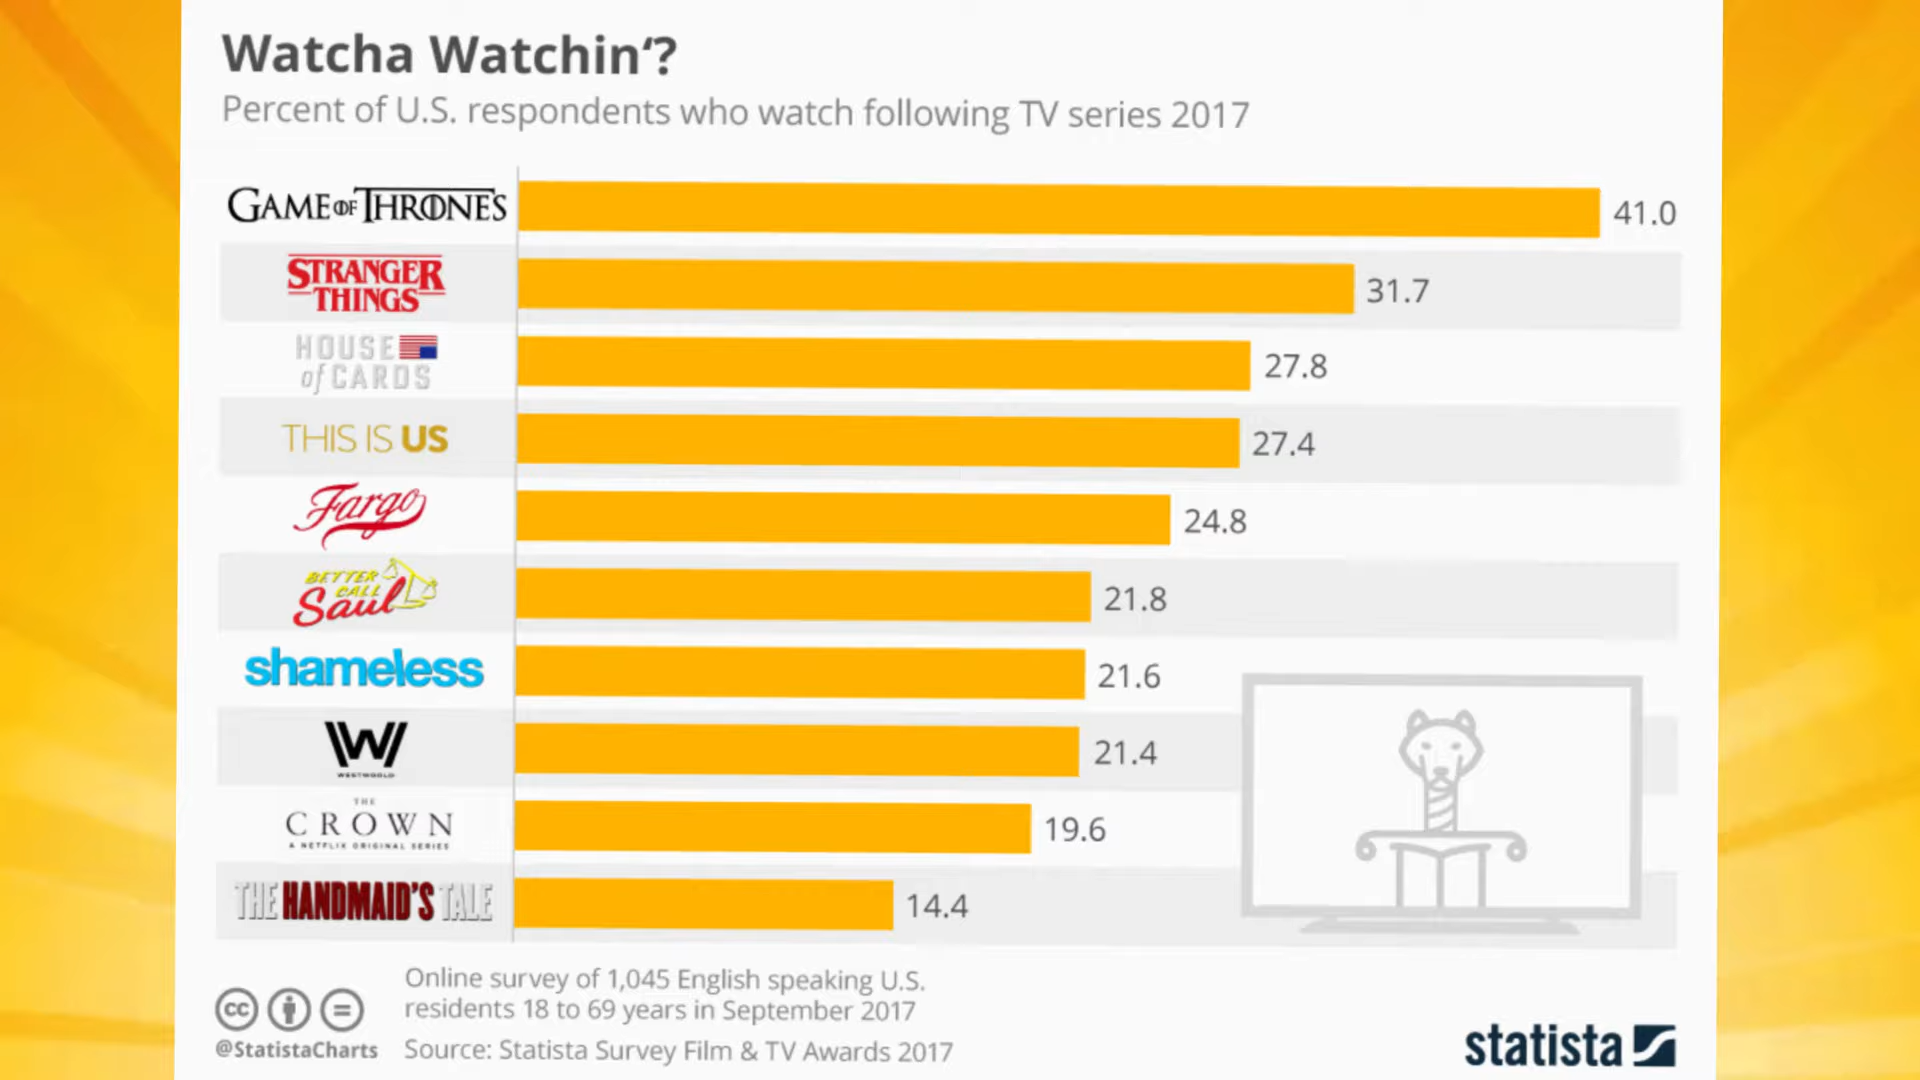 Watcha Watchin‘?
Percent of U.S. respondents who watch following TV series 2017
GAME OF THRONES 41.0
STRANGER THINGS 31.7
HOUSE of CARDS 27.8
THIS IS US 27.4
Fargo 24.8
BETTER CALL Saul 21.8
shameless 21.6
W WESTWORLD 21.4
THE CROWN A NETFLIX ORIGINAL SERIES 19.6
THE HANDMAID'S TALE 14.4
Online survey of 1,045 English speaking U.S.
residents 18 to 69 years in September 2017
cc
@StatistaCharts Source: Statista Survey Film & TV Awards 2017
statista